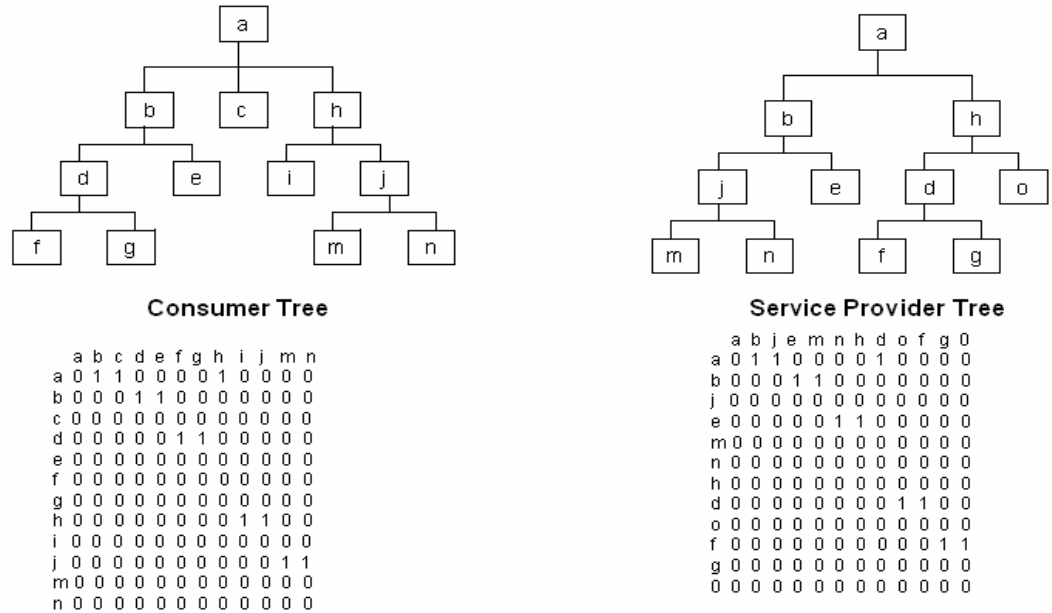 a
b c h
d e i j
f g m n
Consumer Tree
a b c d e f g h i j m n
a 0 1 1 0 0 0 0 1 0 0 0 0
b 0 0 0 1 1 0 0 0 0 0 0 0
c 0 0 0 0 0 0 0 0 0 0 0 0
d 0 0 0 0 0 1 1 0 0 0 0 0
e 0 0 0 0 0 0 0 0 0 0 0 0
f 0 0 0 0 0 0 0 0 0 0 0 0
g 0 0 0 0 0 0 0 0 0 0 0 0
h 0 0 0 0 0 0 0 0 1 1 0 0
i 0 0 0 0 0 0 0 0 0 0 0 0
j 0 0 0 0 0 0 0 0 0 0 1 1
m 0 0 0 0 0 0 0 0 0 0 0 0
n 0 0 0 0 0 0 0 0 0 0 0 0
a
b h
j e d o
m n f g
Service Provider Tree
a b j e m n h d o f g 0
a 0 1 1 0 0 0 0 1 0 0 0 0
b 0 0 0 1 1 0 0 0 0 0 0 0
j 0 0 0 0 0 0 0 0 0 0 0 0
e 0 0 0 0 0 1 1 0 0 0 0 0
m 0 0 0 0 0 0 0 0 0 0 0 0
n 0 0 0 0 0 0 0 0 0 0 0 0
h 0 0 0 0 0 0 0 0 0 0 0 0
d 0 0 0 0 0 0 0 0 1 1 0 0
o 0 0 0 0 0 0 0 0 0 0 0 0
f 0 0 0 0 0 0 0 0 0 0 1 1
g 0 0 0 0 0 0 0 0 0 0 0 0
0 0 0 0 0 0 0 0 0 0 0 0 0